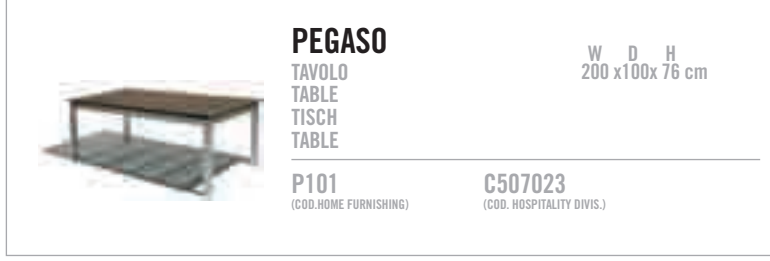 PEGASO
TAVOLO
TABLE
TISCH
TABLE
W D H
200 x100x 76 cm
P101
(COD.HOME FURNISHING)
C507023
(COD. HOSPITALITY DIVIS.)